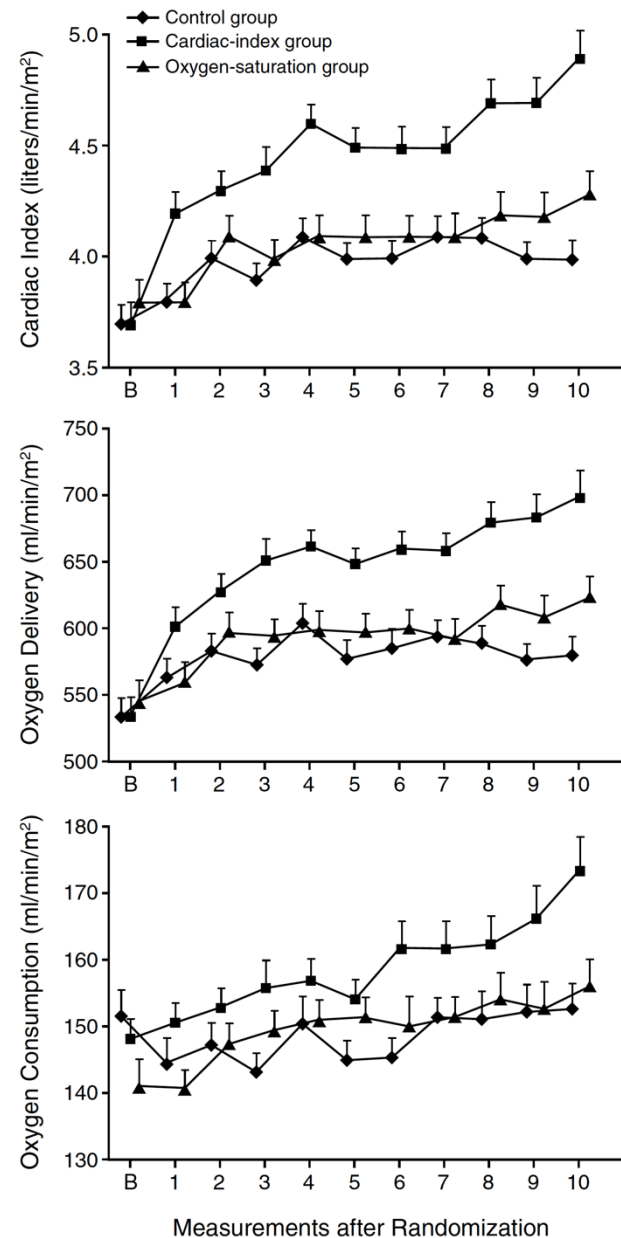 Control group
Cardiac-index group
Oxygen-saturation group
Cardiac Index (liters/min/m²)
5.0
4.5
4.0
3.5
B 1 2 3 4 5 6 7 8 9 10
Oxygen Delivery (ml/min/m²)
750
700
650
600
550
500
B 1 2 3 4 5 6 7 8 9 10
Oxygen Consumption (ml/min/m²)
180
170
160
150
140
130
B 1 2 3 4 5 6 7 8 9 10
Measurements after Randomization